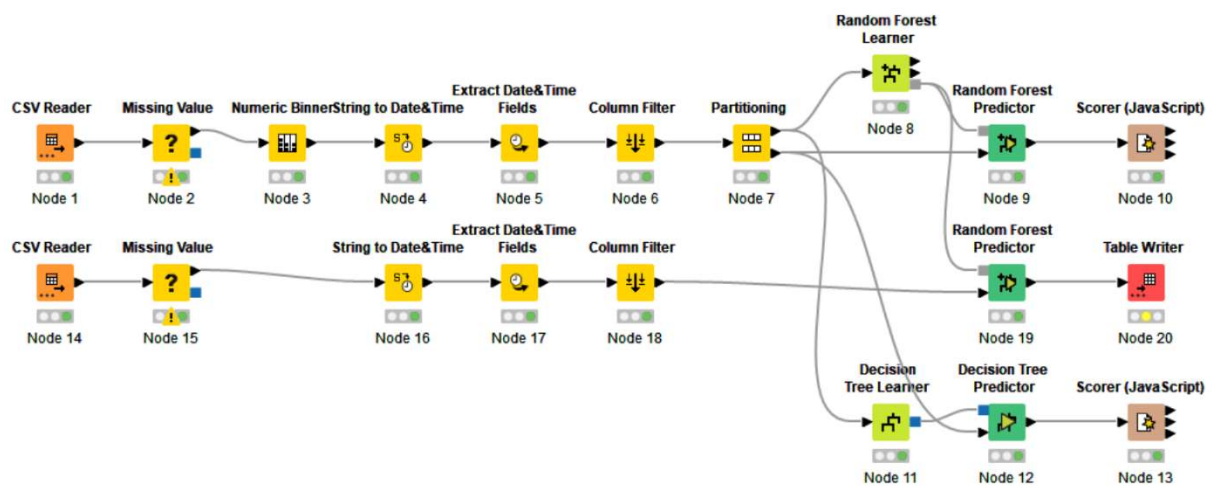 Random Forest
Learner
Node 8
CSV Reader
Node 1
Missing Value
?
Node 2
Numeric Binner
Node 3
String to Date&Time
S
Node 4
Extract Date&Time
Fields
Node 5
Column Filter
Node 6
Partitioning
Node 7
Random Forest
Predictor
Node 9
Scorer (JavaScript)
Node 10
CSV Reader
Node 14
Missing Value
?
Node 15
String to Date&Time
S
Node 16
Extract Date&Time
Fields
Node 17
Column Filter
Node 18
Random Forest
Predictor
Node 19
Table Writer
Node 20
Decision
Tree Learner
Node 11
Decision Tree
Predictor
Node 12
Scorer (JavaScript)
Node 13